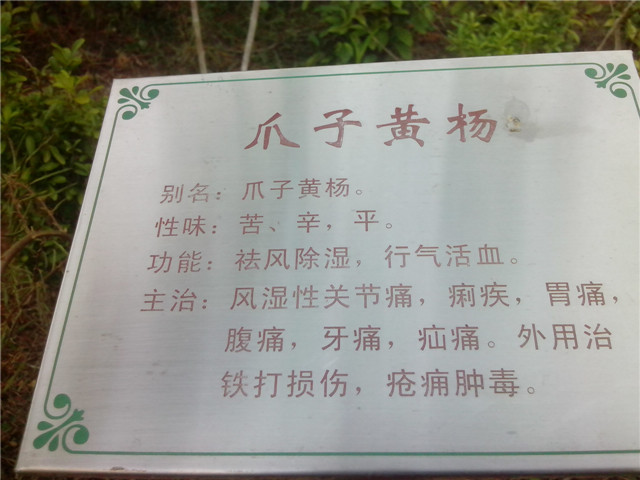 爪子黄杨
别名：爪子黄杨。
性味：苦、辛，平。
功能：祛风除湿，行气活血。
主治：风湿性关节痛，痢疾，胃痛，
腹痛，牙痛，疝痛。外用治
铁打损伤，疮痈肿毒。